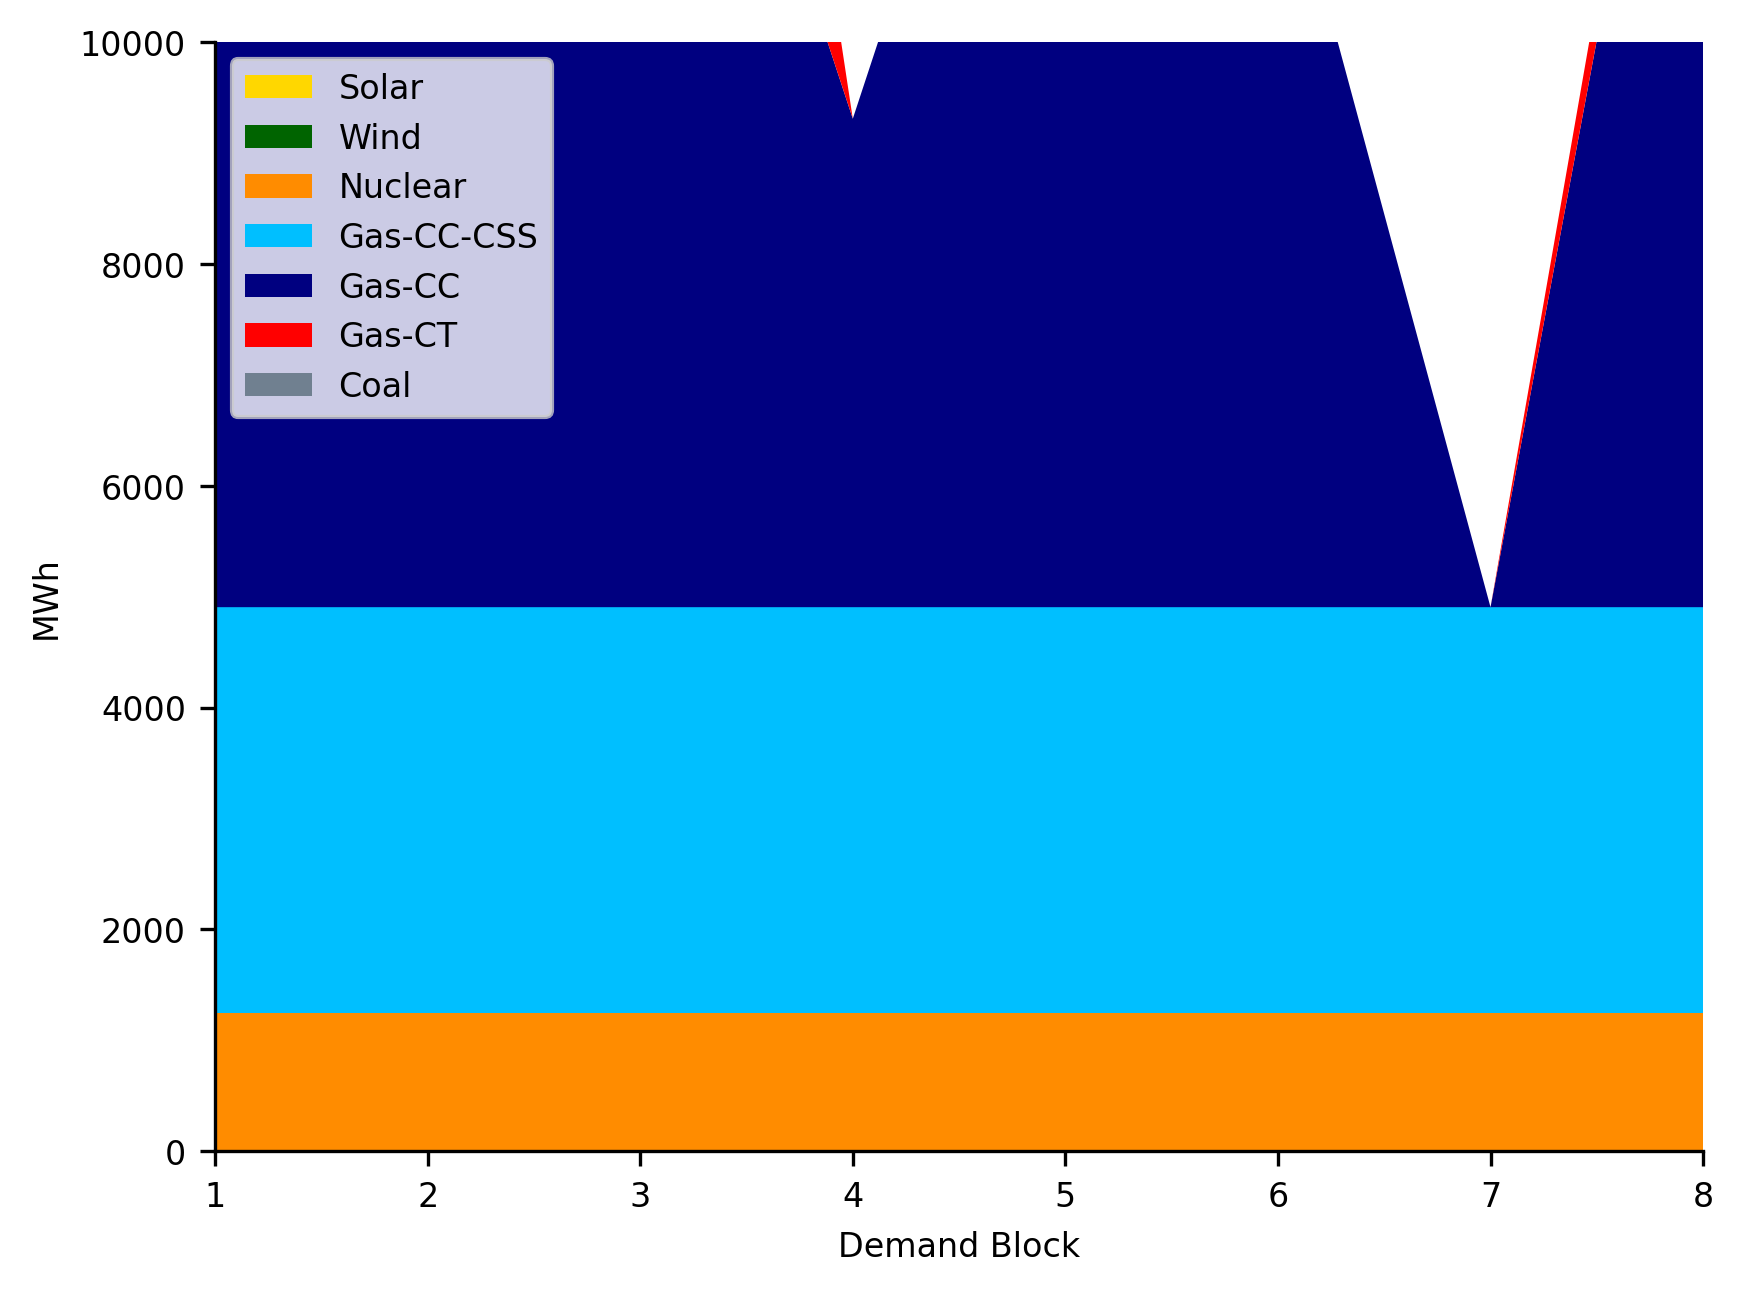 10000
8000
6000
4000
2000
0
MWh
Solar
Wind
Nuclear
Gas-CC-CSS
Gas-CC
Gas-CT
Coal
1 2 3 4 5 6 7 8
Demand Block